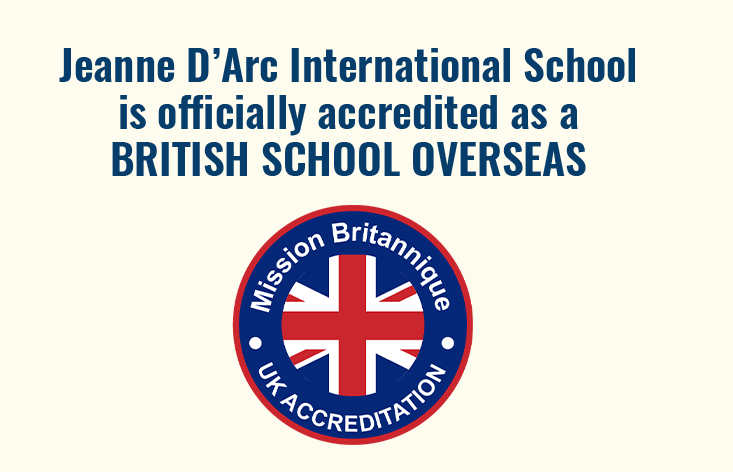 Jeanne D’Arc International School
is officially accredited as a
BRITISH SCHOOL OVERSEAS
Mission Britannique
UK ACCREDITATION